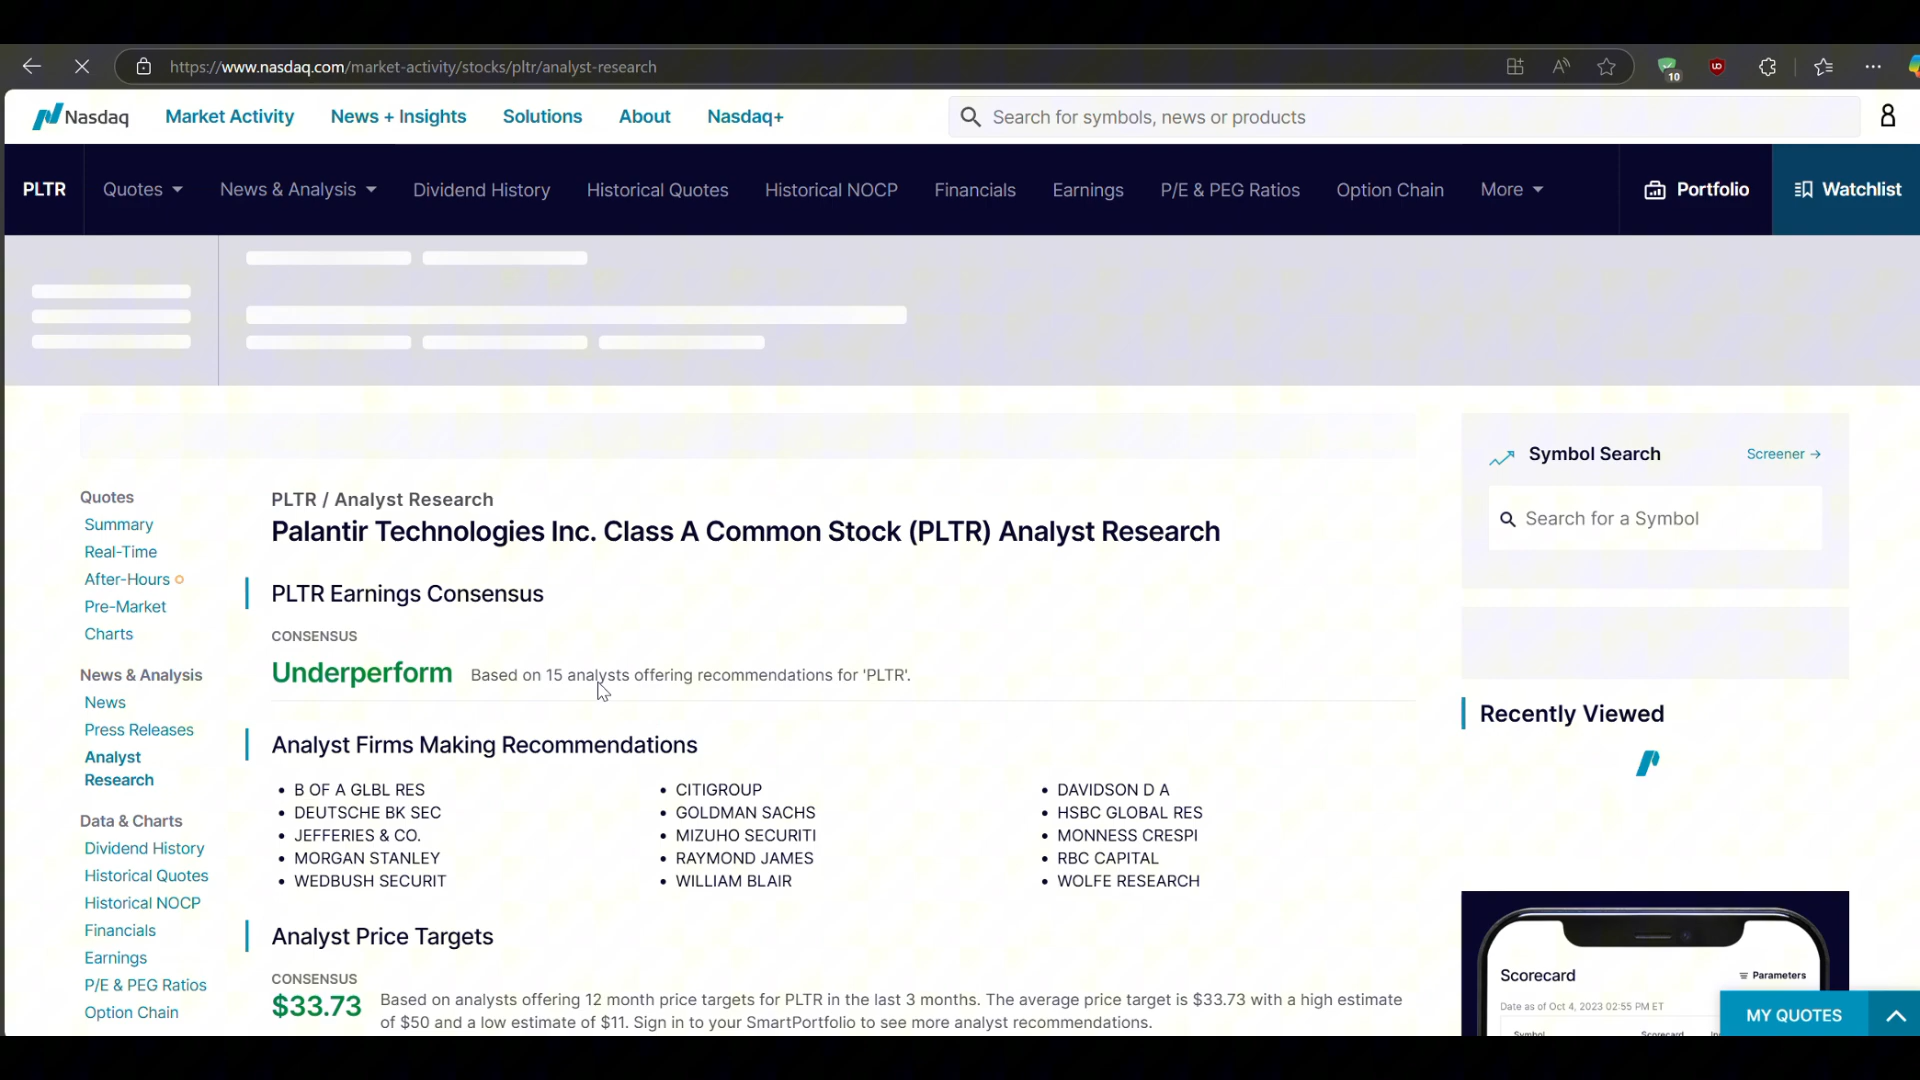 https://www.nasdaq.com/market-activity/stocks/pltr/analyst-research
10
Nasdaq Market Activity News + Insights Solutions About Nasdaq+ Search for symbols, news or products
PLTR Quotes News & Analysis Dividend History Historical Quotes Historical NOCP Financials Earnings P/E & PEG Ratios Option Chain More Portfolio Watchlist
Quotes
Summary
Real-Time
After-Hours
Pre-Market
Charts
News & Analysis
News
Press Releases
Analyst
Research
Data & Charts
Dividend History
Historical Quotes
Historical NOCP
Financials
Earnings
P/E & PEG Ratios
Option Chain
PLTR / Analyst Research
Palantir Technologies Inc. Class A Common Stock (PLTR) Analyst Research
PLTR Earnings Consensus
CONSENSUS
Underperform Based on 15 analysts offering recommendations for 'PLTR'.
Analyst Firms Making Recommendations
• B OF A GLBL RES • CITIGROUP • DAVIDSON D A
• DEUTSCHE BK SEC • GOLDMAN SACHS • HSBC GLOBAL RES
• JEFFERIES & CO. • MIZUHO SECURITI • MONNESS CRESPI
• MORGAN STANLEY • RAYMOND JAMES • RBC CAPITAL
• WEDBUSH SECURIT • WILLIAM BLAIR • WOLFE RESEARCH
Analyst Price Targets
CONSENSUS
$33.73 Based on analysts offering 12 month price targets for PLTR in the last 3 months. The average price target is $33.73 with a high estimate
of $50 and a low estimate of $11. Sign in to your SmartPortfolio to see more analyst recommendations.
Symbol Search Screener →
Search for a Symbol
Recently Viewed
Scorecard Parameters
Date as of Oct 4, 2023 02:55 PM ET
Symbol Scorecard
MY QUOTES